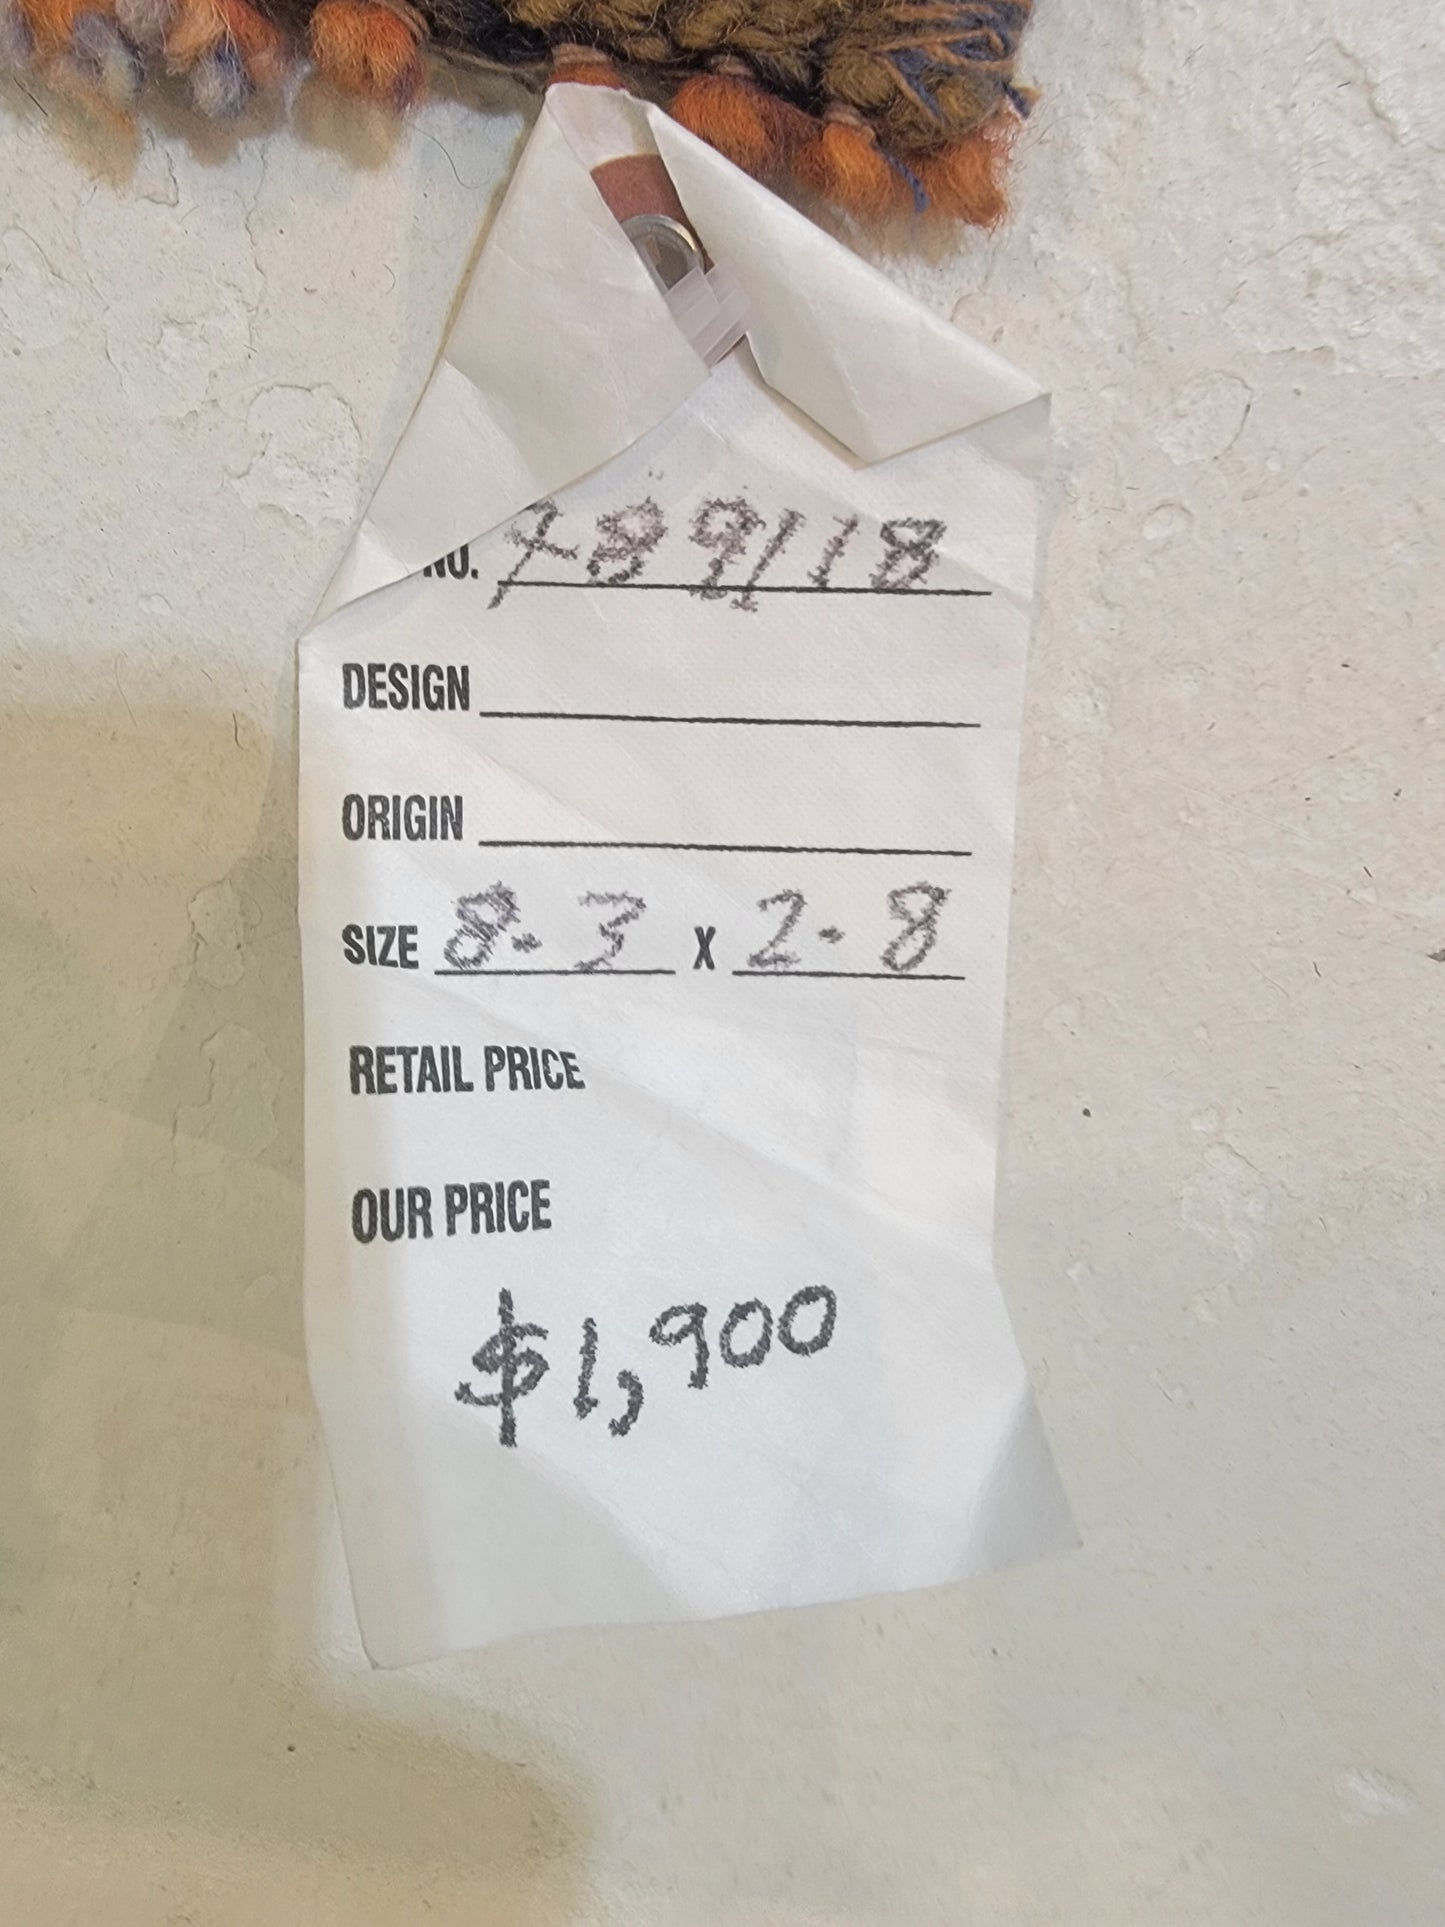 NO. 789118
DESIGN
ORIGIN
SIZE 8-3 X 2-8
RETAIL PRICE
OUR PRICE
$1,900